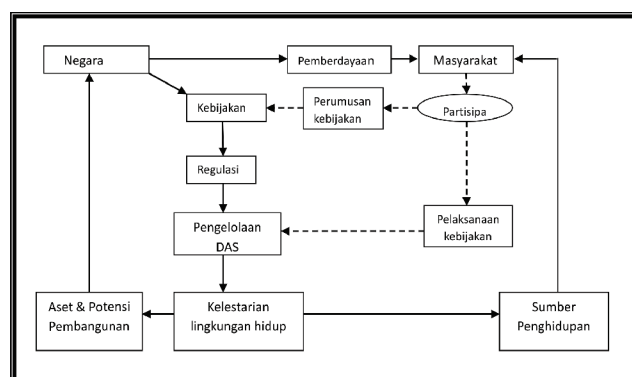 Negara
Pemberdayaan
Masyarakat
Kebijakan
Perumusan
kebijakan
Partisipa
Regulasi
Pengelolaan
DAS
Pelaksanaan
kebijakan
Aset & Potensi
Pembangunan
Kelestarian
lingkungan hidup
Sumber
Penghidupan